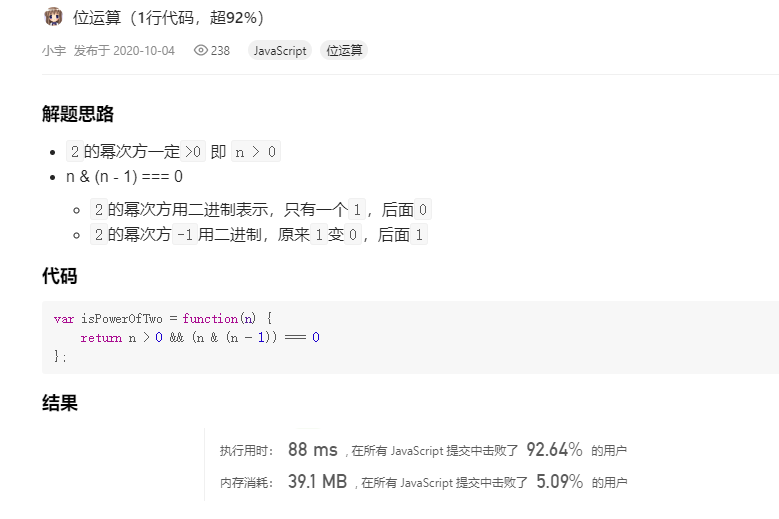 位运算（1行代码，超92%）
小宇 发布于 2020-10-04 238 JavaScript 位运算
解题思路
2 的幂次方一定 >0 即 n > 0
n & (n - 1) === 0
2 的幂次方用二进制表示，只有一个 1 ，后面 0
2 的幂次方 -1 用二进制，原来 1 变 0 ，后面 1
代码
var isPowerOfTwo = function(n) {
    return n > 0 && (n & (n - 1)) === 0
};
结果
执行用时： 88 ms , 在所有 JavaScript 提交中击败了 92.64% 的用户
内存消耗： 39.1 MB , 在所有 JavaScript 提交中击败了 5.09% 的用户